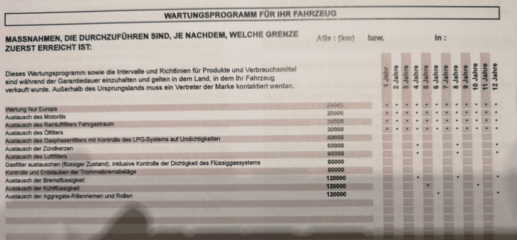 WARTUNGSPROGRAMM FÜR IHR FAHRZEUG
MASSNAHMEN, DIE DURCHZUFÜHREN SIND, JE NACHDEM, WELCHE GRENZE ZUERST ERREICHT IST: Alle : (km) bzw. in :
Dieses Wartungsprogramm sowie die Intervalle und Richtlinien für Produkte und Verbrauchsmittel
sind während der Garantiedauer einzuhalten und gelten in dem Land, in dem Ihr Fahrzeug
verkauft wurde. Außerhalb des Ursprungslands muss ein Vertreter der Marke kontaktiert werden.
1 Jahr
2 Jahre
3 Jahre
4 Jahre
5 Jahre
6 Jahre
7 Jahre
8 Jahre
9 Jahre
10 Jahre
11 Jahre
12 Jahre
Wartung Nur Europa
Austausch des Motoröls 20000
Austausch des Reinluftfilters Fahrgastraum 30000
Austausch des Ölfilters 30000
Austausch des Gasphasenfilters mit Kontrolle des LPG-Systems auf Undichtigkeiten 40000
Austausch der Zündkerzen 60000
Austausch des Luftfilters 60000
Gasfilter austauschen (flüssiger Zustand), inklusive Kontrolle der Dichtigkeit des Flüssiggassystems 80000
Kontrolle und Entstauben der Trommelbremsbeläge 80000
Austausch der Bremsflüssigkeit 120000
Austausch der Kühlflüssigkeit 120000
Austausch der Aggregate-Rillenriemen und Rollen 120000